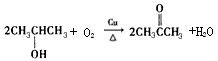 O
2CH₃CHCH₃ + O₂ Cu △ 2CH₃CCH₃ +H₂O
OH